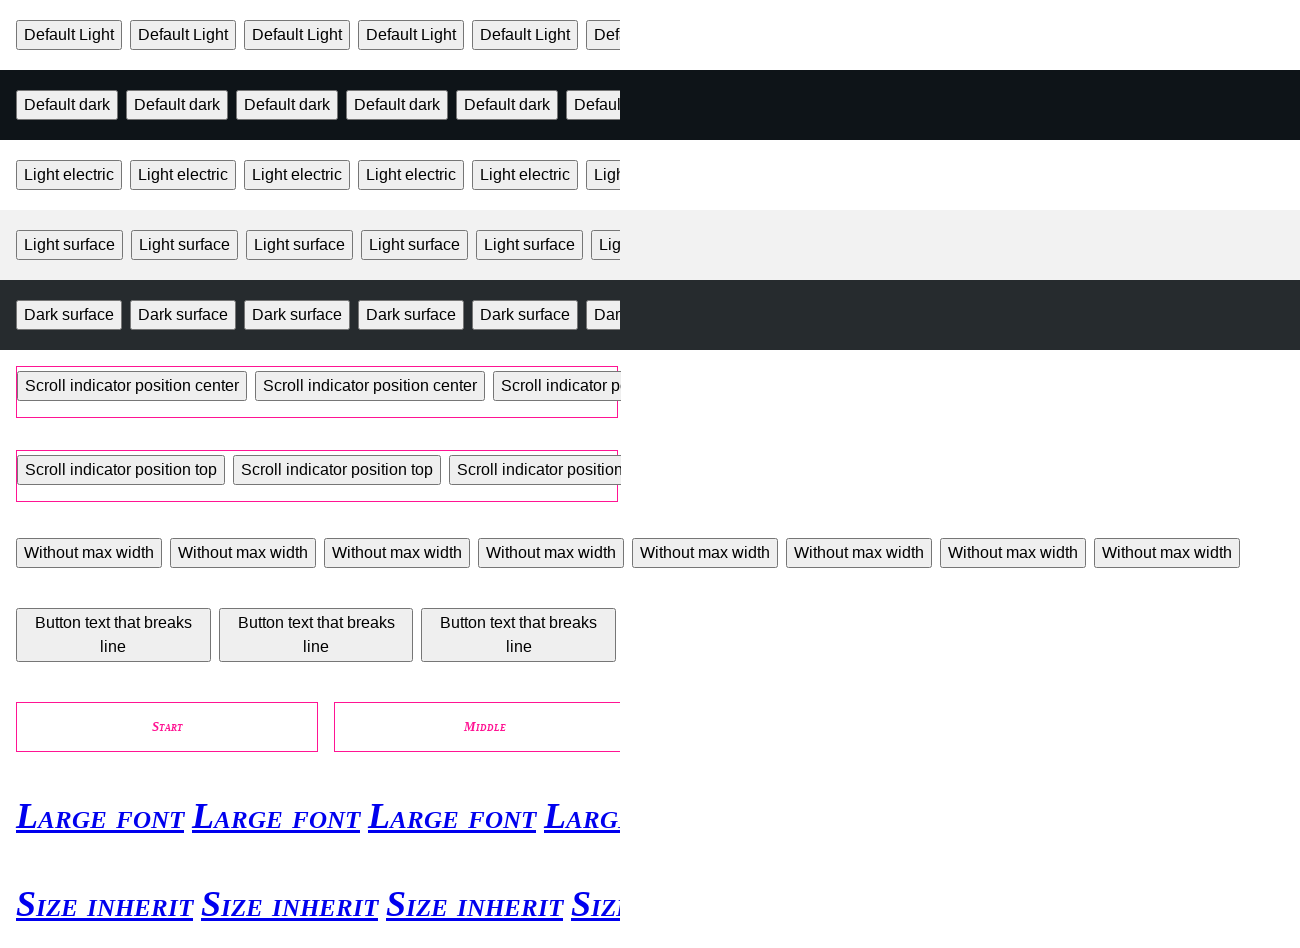 Default Light Default Light Default Light Default Light Default Light Def
Default dark Default dark Default dark Default dark Default dark Defaul
Light electric Light electric Light electric Light electric Light electric Ligh
Light surface Light surface Light surface Light surface Light surface Lig
Dark surface Dark surface Dark surface Dark surface Dark surface Dar
Scroll indicator position center Scroll indicator position center Scroll indicator po
Scroll indicator position top Scroll indicator position top Scroll indicator position
Without max width Without max width Without max width Without max width Without max width Without max width Without max width Without max width
Button text that breaks Button text that breaks Button text that breaks
line line line
Start Middle
Large font Large font Large font Larg
Size inherit Size inherit Size inherit Siz